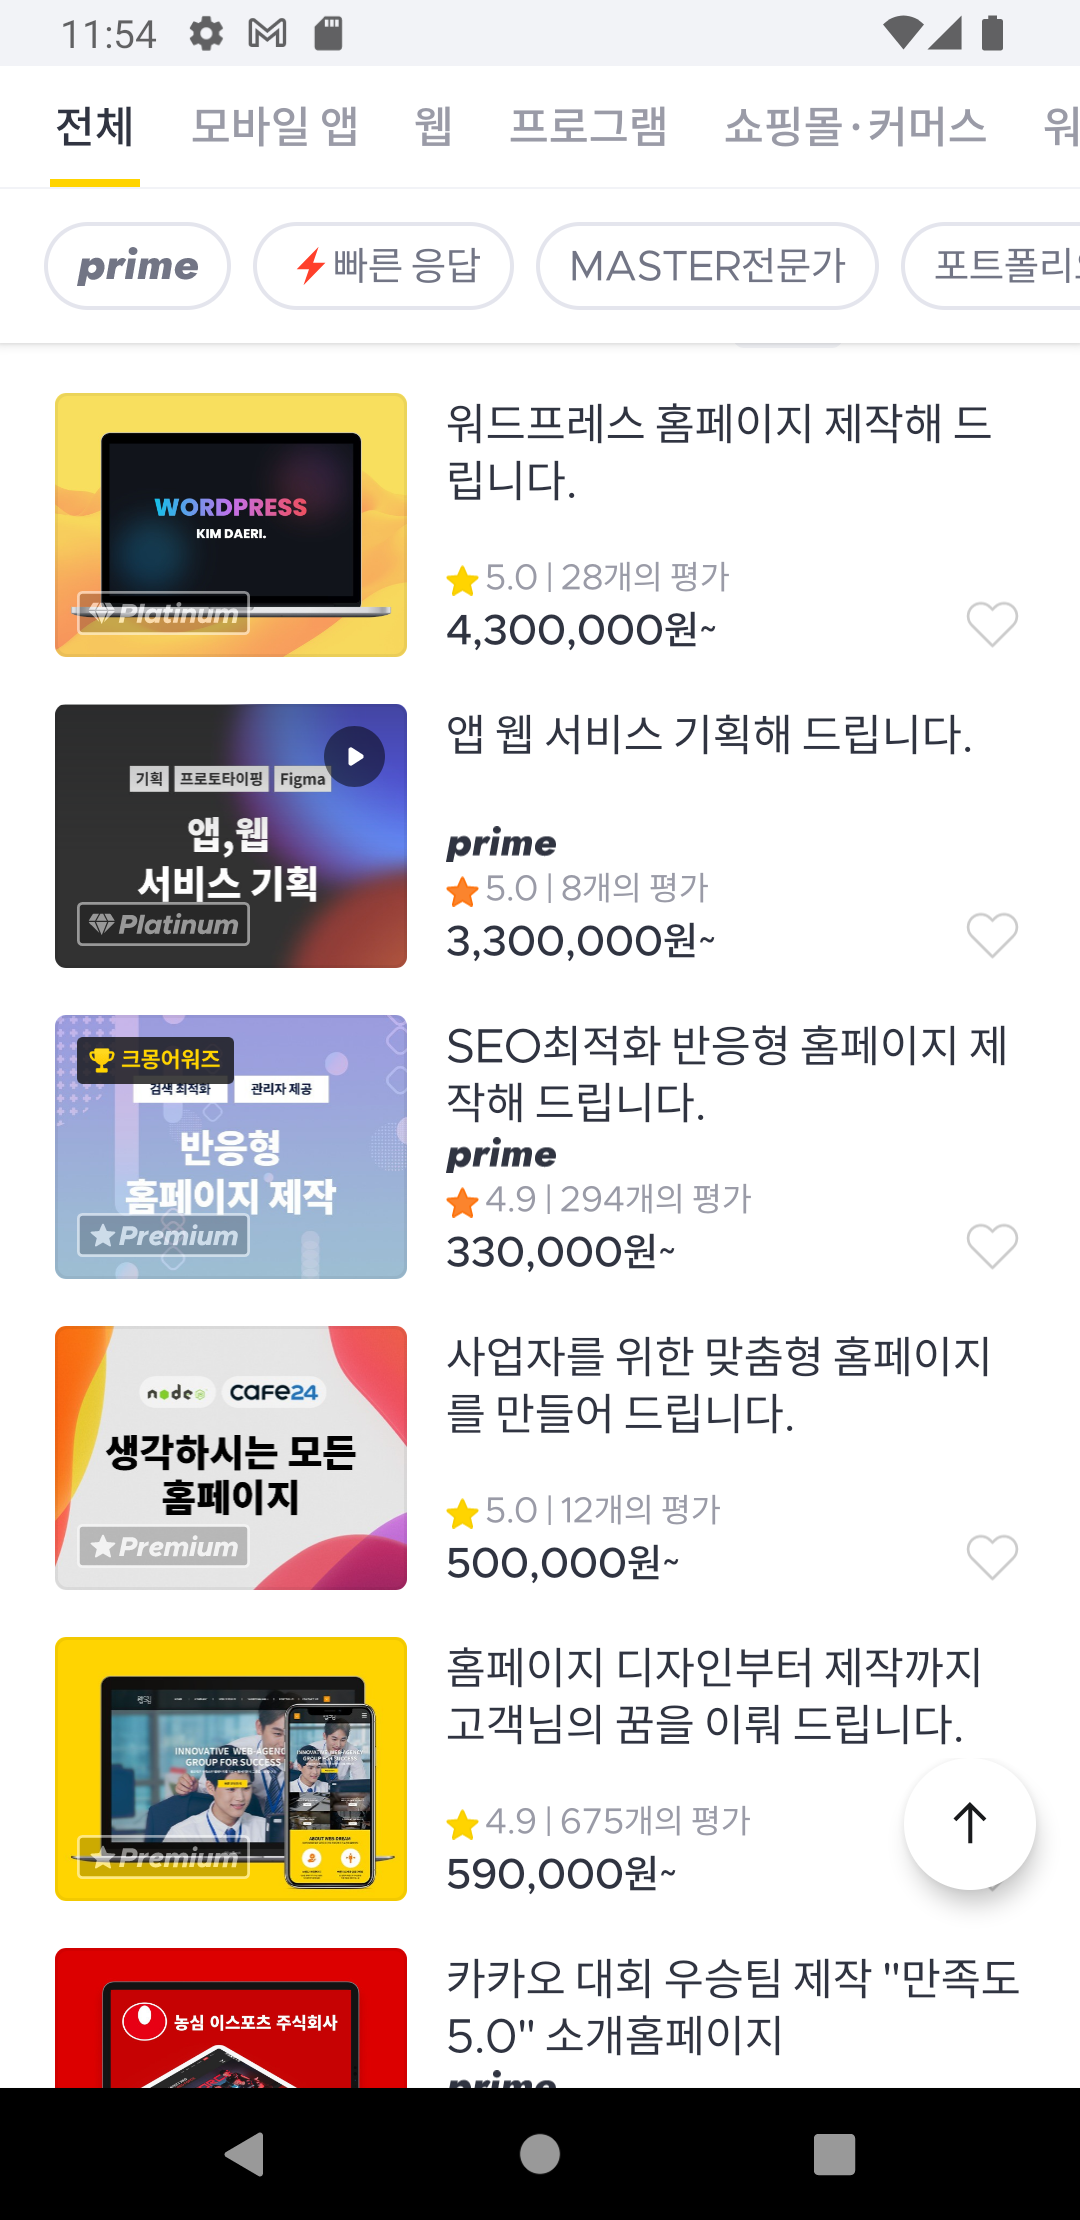 11:54
전체 모바일 앱 웹 프로그램 쇼핑몰·커머스 워
prime 빠른 응답 MASTER전문가 포트폴리오
WORDPRESS
KIM DAERI.
Platinum
워드프레스 홈페이지 제작해 드
립니다.
5.0 | 28개의 평가
4,300,000원~
기획 프로토타이핑 Figma
앱,웹
서비스 기획
Platinum
앱 웹 서비스 기획해 드립니다.
prime
5.0 | 8개의 평가
3,300,000원~
크몽어워즈
검색 최적화 관리자 제공
반응형
홈페이지 제작
Premium
SEO최적화 반응형 홈페이지 제
작해 드립니다.
prime
4.9 | 294개의 평가
330,000원~
node CAFE24
생각하시는 모든
홈페이지
Premium
사업자를 위한 맞춤형 홈페이지
를 만들어 드립니다.
5.0 | 12개의 평가
500,000원~
INNOVATIVE WEB-AGENC
GROUP FOR SUCCESS
INNOVATIVE WEB-AGENCY
GROUP FOR SUCCESS
ABOUT WEB DREAM
Premium
홈페이지 디자인부터 제작까지
고객님의 꿈을 이뤄 드립니다.
4.9 | 675개의 평가
590,000원~
농심 이스포츠 주식회사
카카오 대회 우승팀 제작 "만족도
5.0" 소개홈페이지
prime